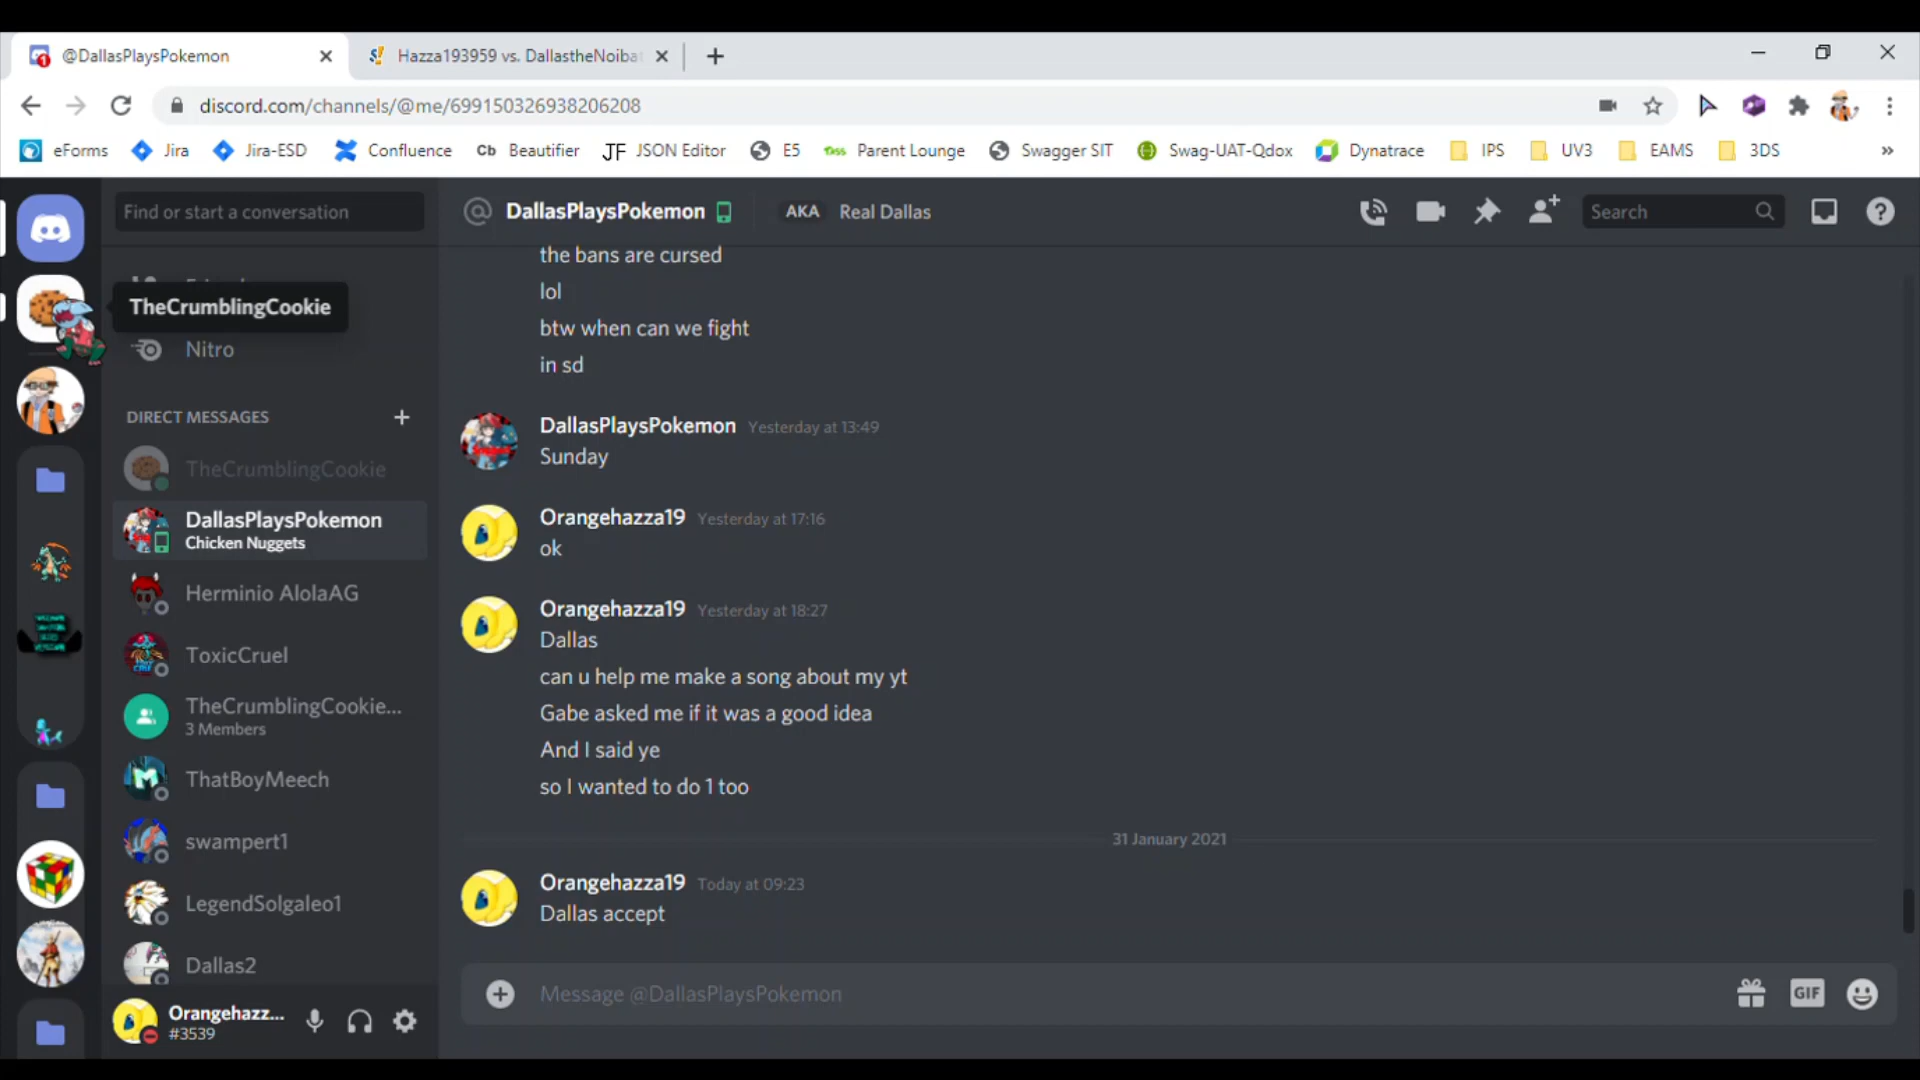 @DallasPlaysPokemon
Hazza193959 vs. DallastheNoiba
discord.com/channels/@me/699150326938206208
eForms
Jira
Jira-ESD
Confluence
Cb Beautifier
JF JSON Editor
E5
Parent Lounge
Swagger SIT
Swag-UAT-Qdox
Dynatrace
IPS
UV3
EAMS
3DS
»
Find or start a conversation
TheCrumblingCookie
Nitro
DIRECT MESSAGES
TheCrumblingCookie
DallasPlaysPokemon
Chicken Nuggets
Herminio AlolaAG
ToxicCruel
TheCrumblingCookie...
3 Members
ThatBoyMeech
swampert1
LegendSolgaleo1
Dallas2
Orangehazz...
#3539
@ DallasPlaysPokemon AKA Real Dallas
Search
the bans are cursed
lol
btw when can we fight
in sd
DallasPlaysPokemon Yesterday at 13:49
Sunday
Orangehazza19 Yesterday at 17:16
ok
Orangehazza19 Yesterday at 18:27
Dallas
can u help me make a song about my yt
Gabe asked me if it was a good idea
And I said ye
so I wanted to do 1 too
31 January 2021
Orangehazza19 Today at 09:23
Dallas accept
Message @DallasPlaysPokemon
GIF